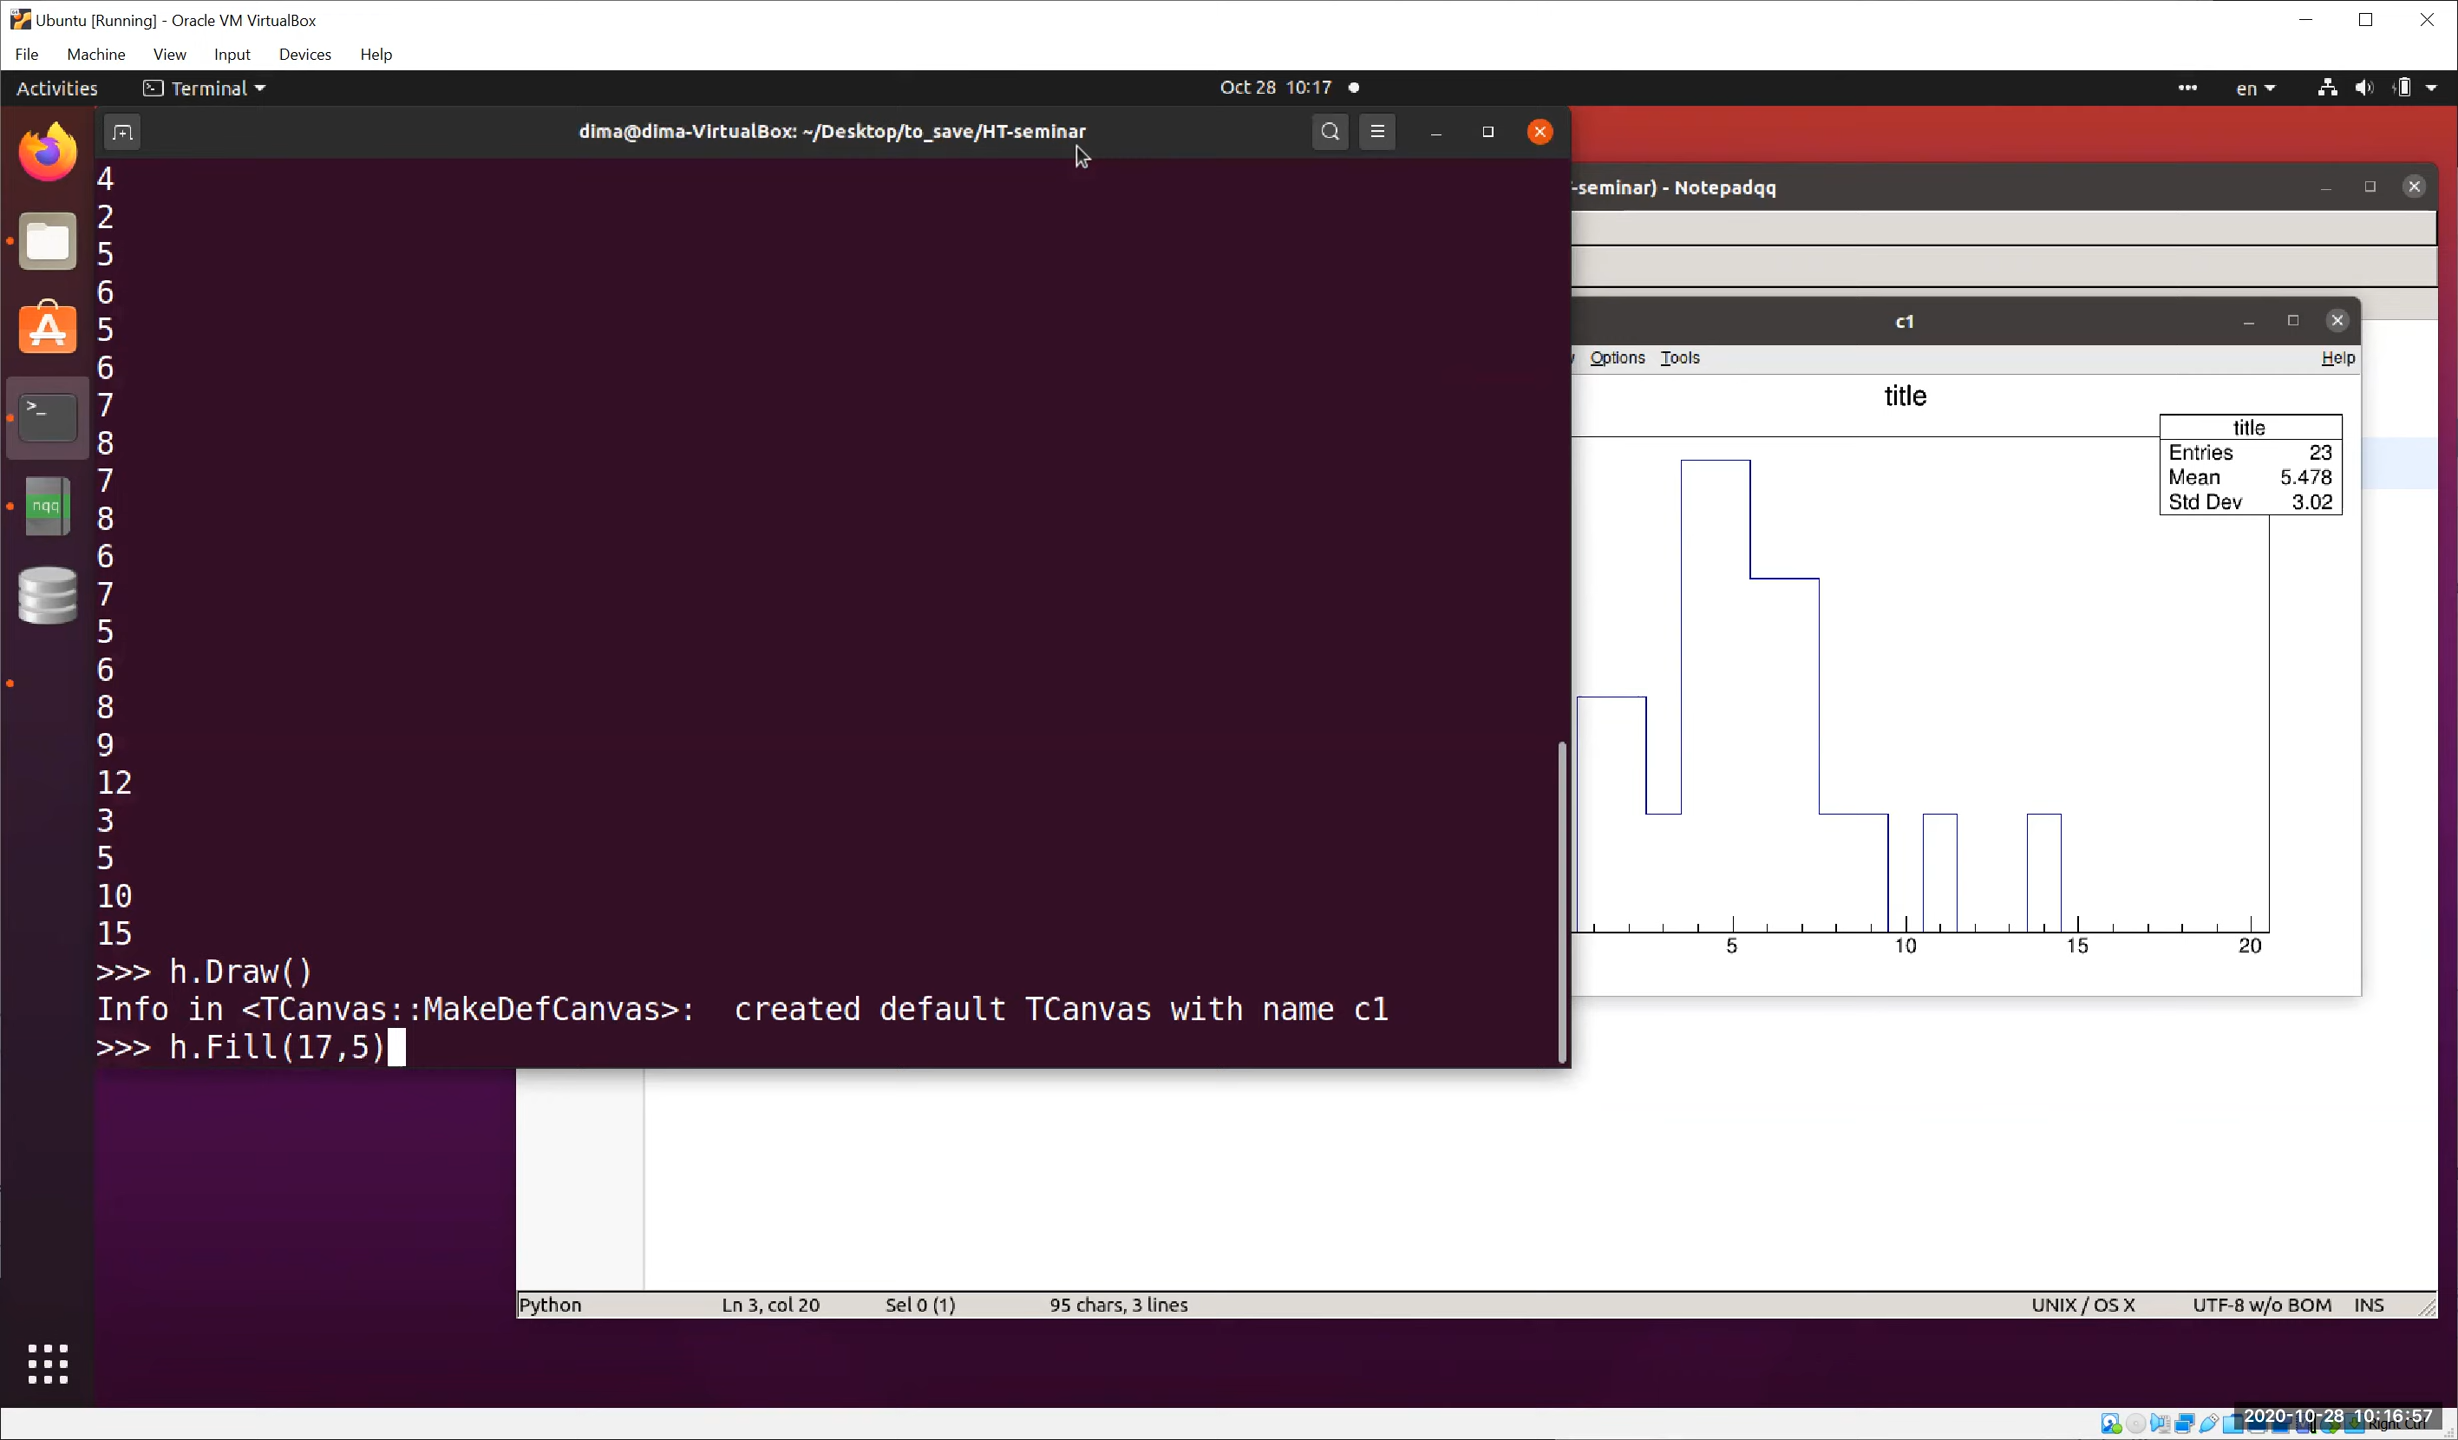 Ubuntu [Running] - Oracle VM VirtualBox
File Machine View Input Devices Help
Activities Terminal Oct 28 10:17 en
dima@dima-VirtualBox: ~/Desktop/to_save/HT-seminar
-seminar) - Notepadqq
4
2
5
6
5
6
7
8
7
8
6
7
5
6
8
9
12
3
5
10
15
>>> h.Draw()
Info in <TCanvas::MakeDefCanvas>:  created default TCanvas with name c1
>>> h.Fill(17,5)
nqq
c1
Options Tools Help
title
title
Entries 23
Mean 5.478
Std Dev 3.02
5 10 15 20
Python Ln 3, col 20 Sel 0 (1) 95 chars, 3 lines UNIX / OS X UTF-8 w/o BOM INS
2020-10-28 10:16:57